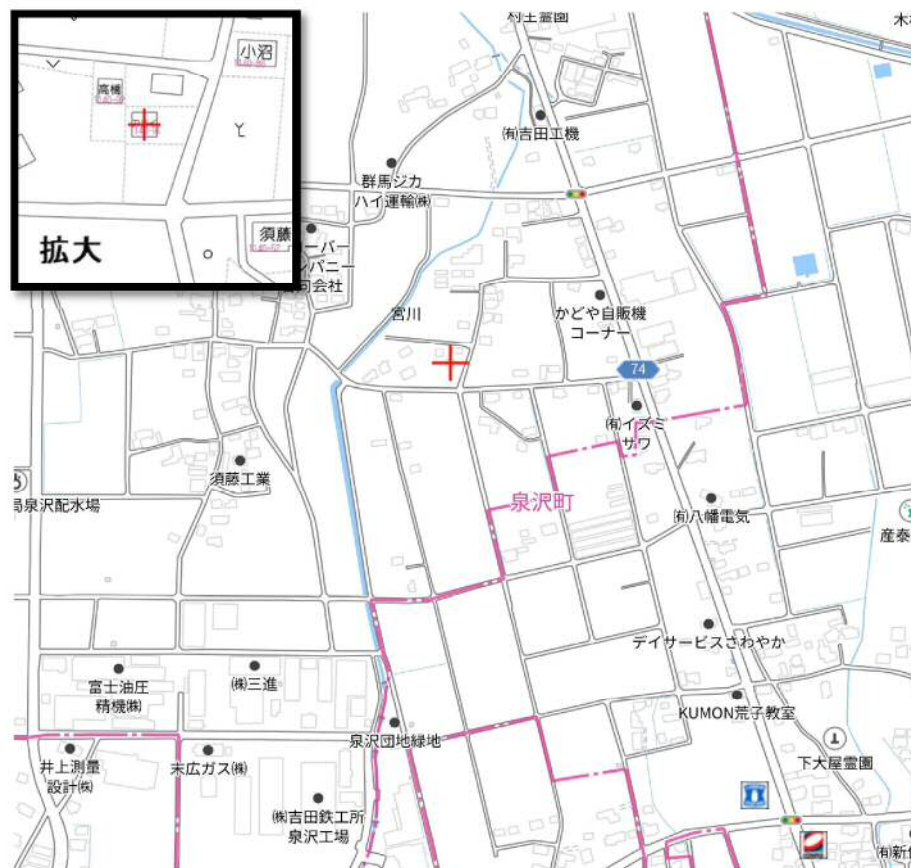 小沼
高橋
須藤
拡大
村主霊園
㈲吉田工機
群馬ジカ
ハイ運輸㈱
宮川
かどや自販機
コーナー
74
㈲イズミ
サワ
須藤工業
局泉沢配水場
泉沢町
㈲八幡電気
産泰
デイサービスさわやか
富士油圧
精機㈱
㈱三進
KUMON荒子教室
泉沢団地緑地
井上測量
設計㈱
末広ガス㈱
下大屋霊園
㈱吉田鉄工所
泉沢工場